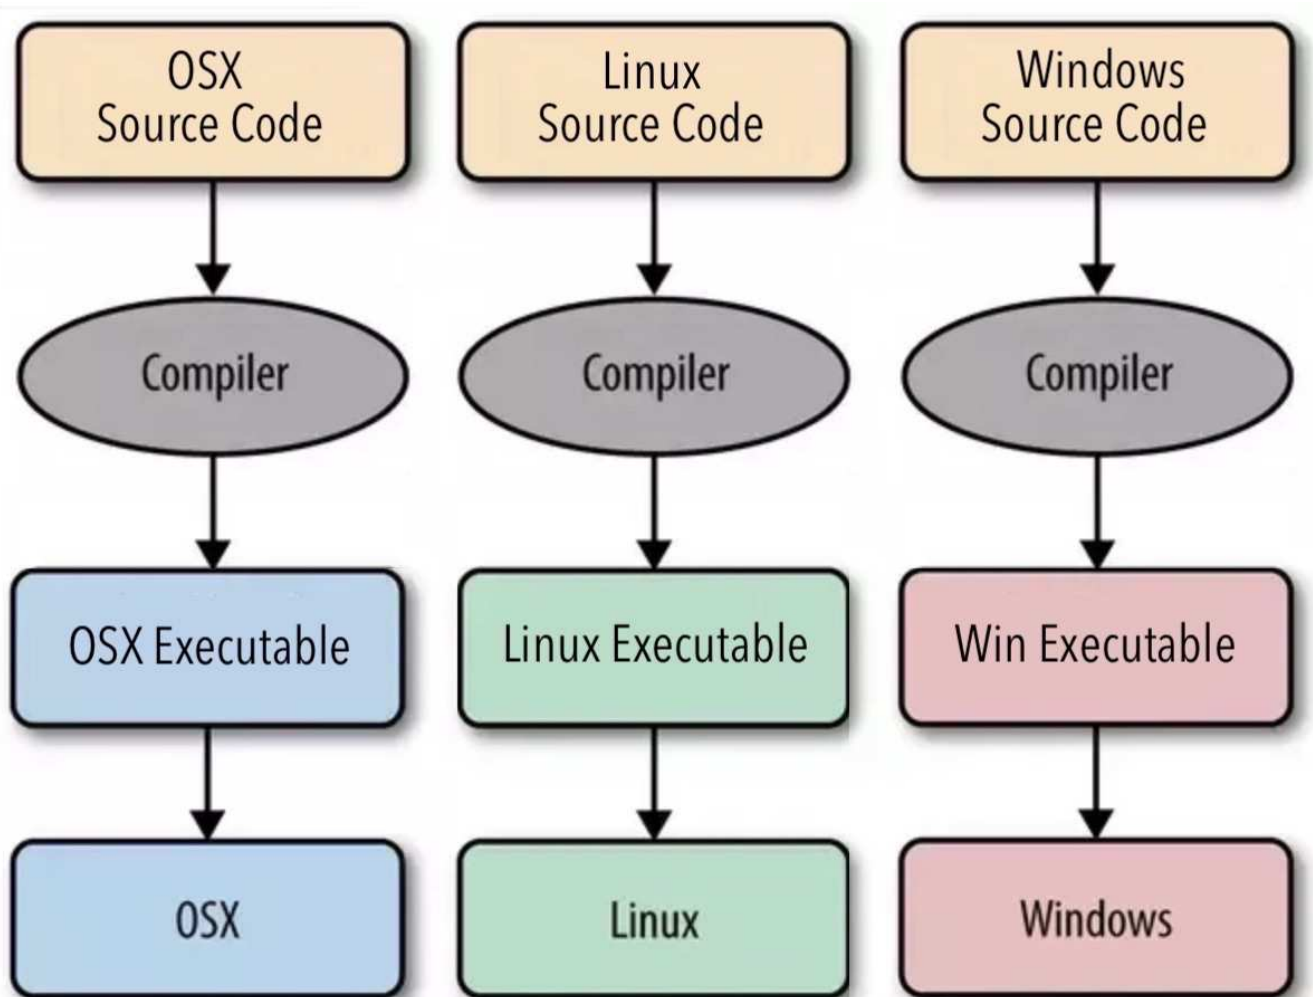 OSX
Source Code
Linux
Source Code
Windows
Source Code
Compiler
Compiler
Compiler
OSX Executable
Linux Executable
Win Executable
OSX
Linux
Windows